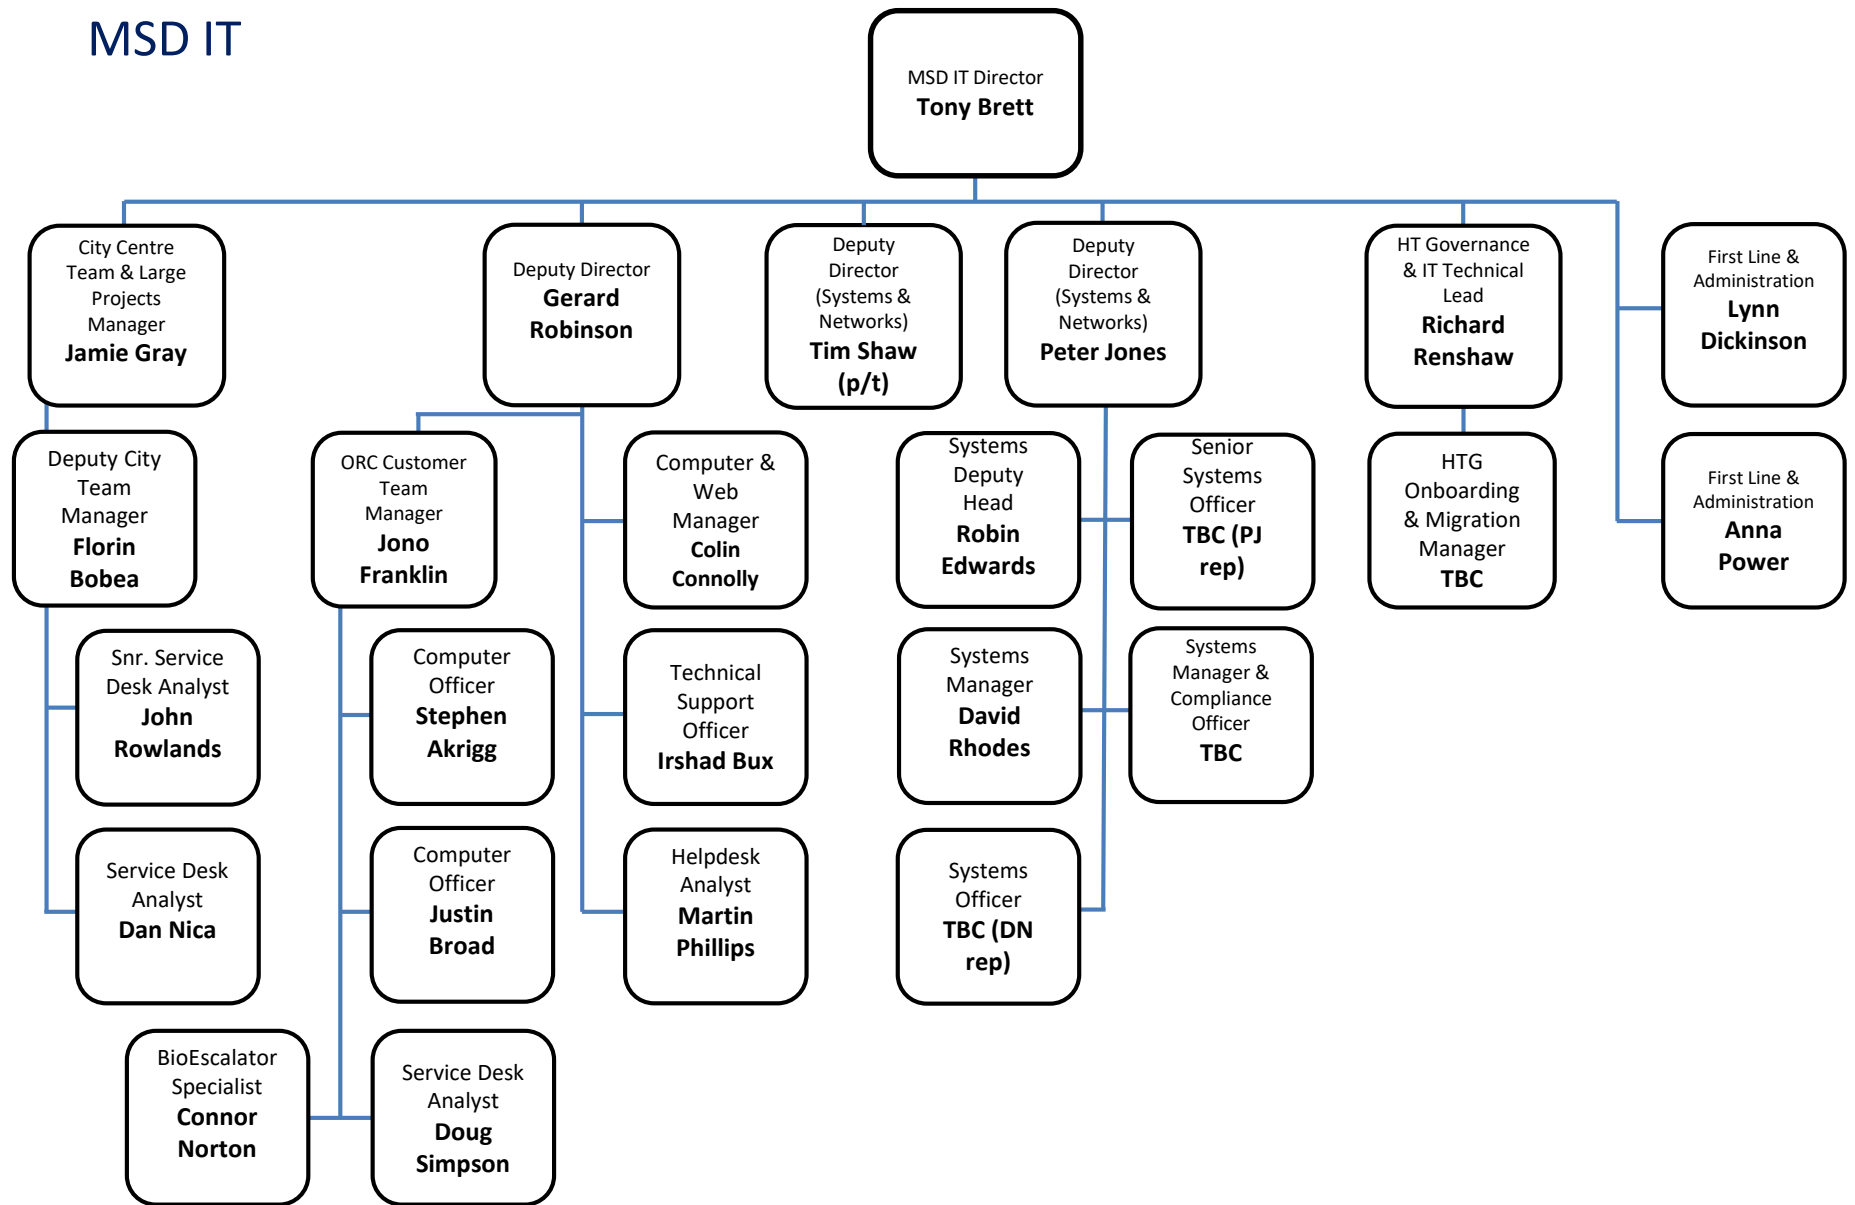 MSD IT
MSD IT Director
Tony Brett
City Centre
Team & Large
Projects
Manager
Jamie Gray
Deputy Director
Gerard
Robinson
Deputy
Director
(Systems &
Networks)
Tim Shaw
(p/t)
Deputy
Director
(Systems &
Networks)
Peter Jones
HT Governance
& IT Technical
Lead
Richard
Renshaw
First Line &
Administration
Lynn
Dickinson
Deputy City
Team
Manager
Florin
Bobea
ORC Customer
Team
Manager
Jono
Franklin
Computer &
Web
Manager
Colin
Connolly
Systems
Deputy
Head
Robin
Edwards
Senior
Systems
Officer
TBC (PJ
rep)
HTG
Onboarding
& Migration
Manager
TBC
First Line &
Administration
Anna
Power
Snr. Service
Desk Analyst
John
Rowlands
Computer
Officer
Stephen
Akrigg
Technical
Support
Officer
Irshad Bux
Systems
Manager
David
Rhodes
Systems
Manager &
Compliance
Officer
TBC
Service Desk
Analyst
Dan Nica
Computer
Officer
Justin
Broad
Helpdesk
Analyst
Martin
Phillips
Systems
Officer
TBC (DN
rep)
BioEscalator
Specialist
Connor
Norton
Service Desk
Analyst
Doug
Simpson